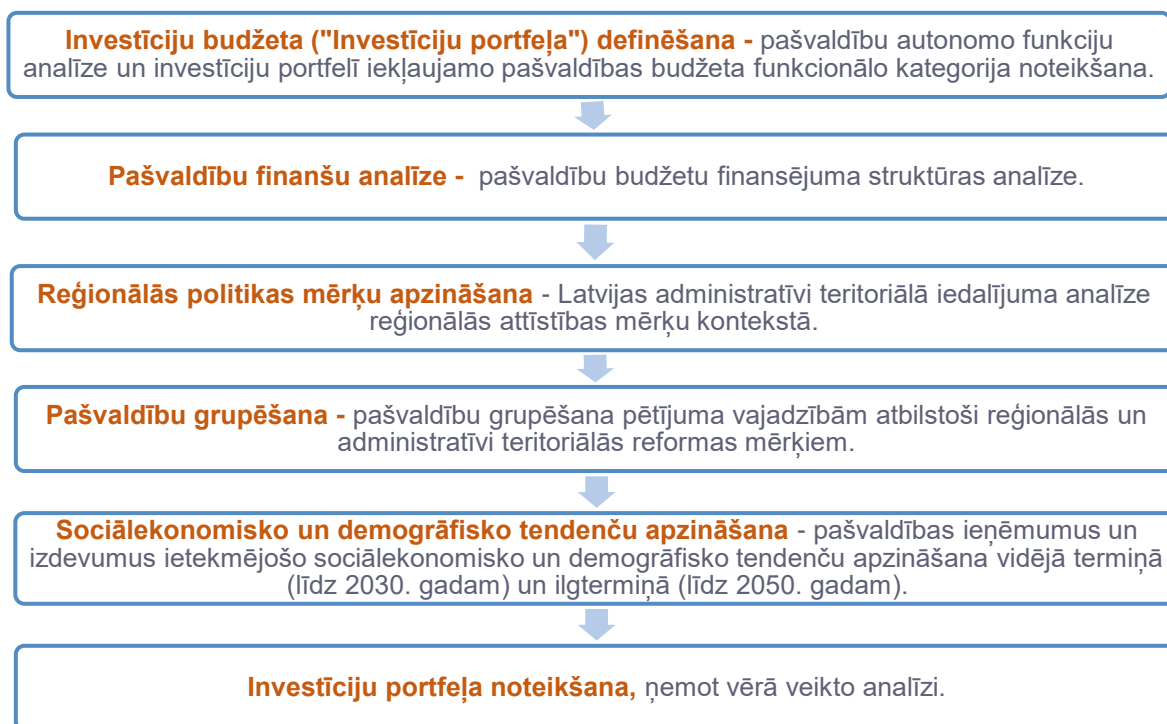 Investīciju budžeta ("Investīciju portfeļa") definēšana - pašvaldību autonomo funkciju
analīze un investīciju portfelī iekļaujamo pašvaldības budžeta funkcionālo kategorija noteikšana.
Pašvaldību finanšu analīze - pašvaldību budžetu finansējuma struktūras analīze.
Reģionālās politikas mērķu apzināšana - Latvijas administratīvi teritoriālā iedalījuma analīze
reģionālās attīstības mērķu kontekstā.
Pašvaldību grupēšana - pašvaldību grupēšana pētījuma vajadzībām atbilstoši reģionālās un
administratīvi teritoriālās reformas mērķiem.
Sociālekonomisko un demogrāfisko tendenču apzināšana - pašvaldības ieņēmumus un
izdevumus ietekmējošo sociālekonomisko un demogrāfisko tendenču apzināšana vidējā termiņā
(līdz 2030. gadam) un ilgtermiņā (līdz 2050. gadam).
Investīciju portfeļa noteikšana, ņemot vērā veikto analīzi.